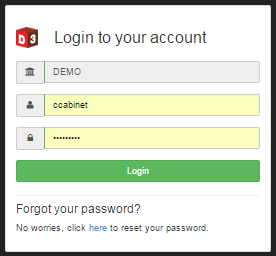 D3
Login to your account
DEMO
ccabinet
•••••••••
Login
Forgot your password?
No worries, click here to reset your password.